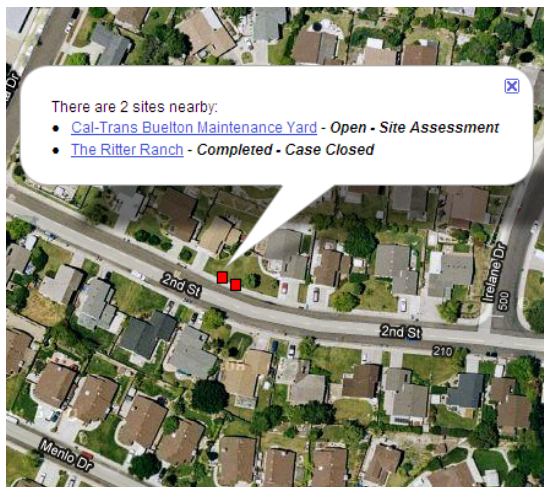 There are 2 sites nearby:
• Cal-Trans Buelton Maintenance Yard - Open - Site Assessment
• The Ritter Ranch - Completed - Case Closed
2nd St
Irelane Dr
500
2nd St
210
Menlo Dr